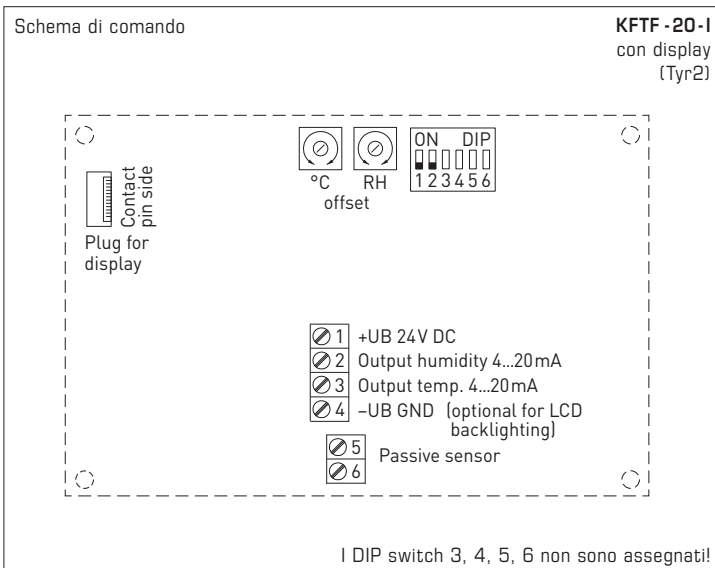 Schema di comando
KFTF - 20 - I
con display
(Tyr2)
ON DIP
1 2 3 4 5 6
°C RH
offset
Contact
pin side
Plug for
display
1 +UB 24V DC
2 Output humidity 4...20mA
3 Output temp. 4...20mA
4 –UB GND (optional for LCD
backlighting)
5
Passive sensor
6
I DIP switch 3, 4, 5, 6 non sono assegnati!